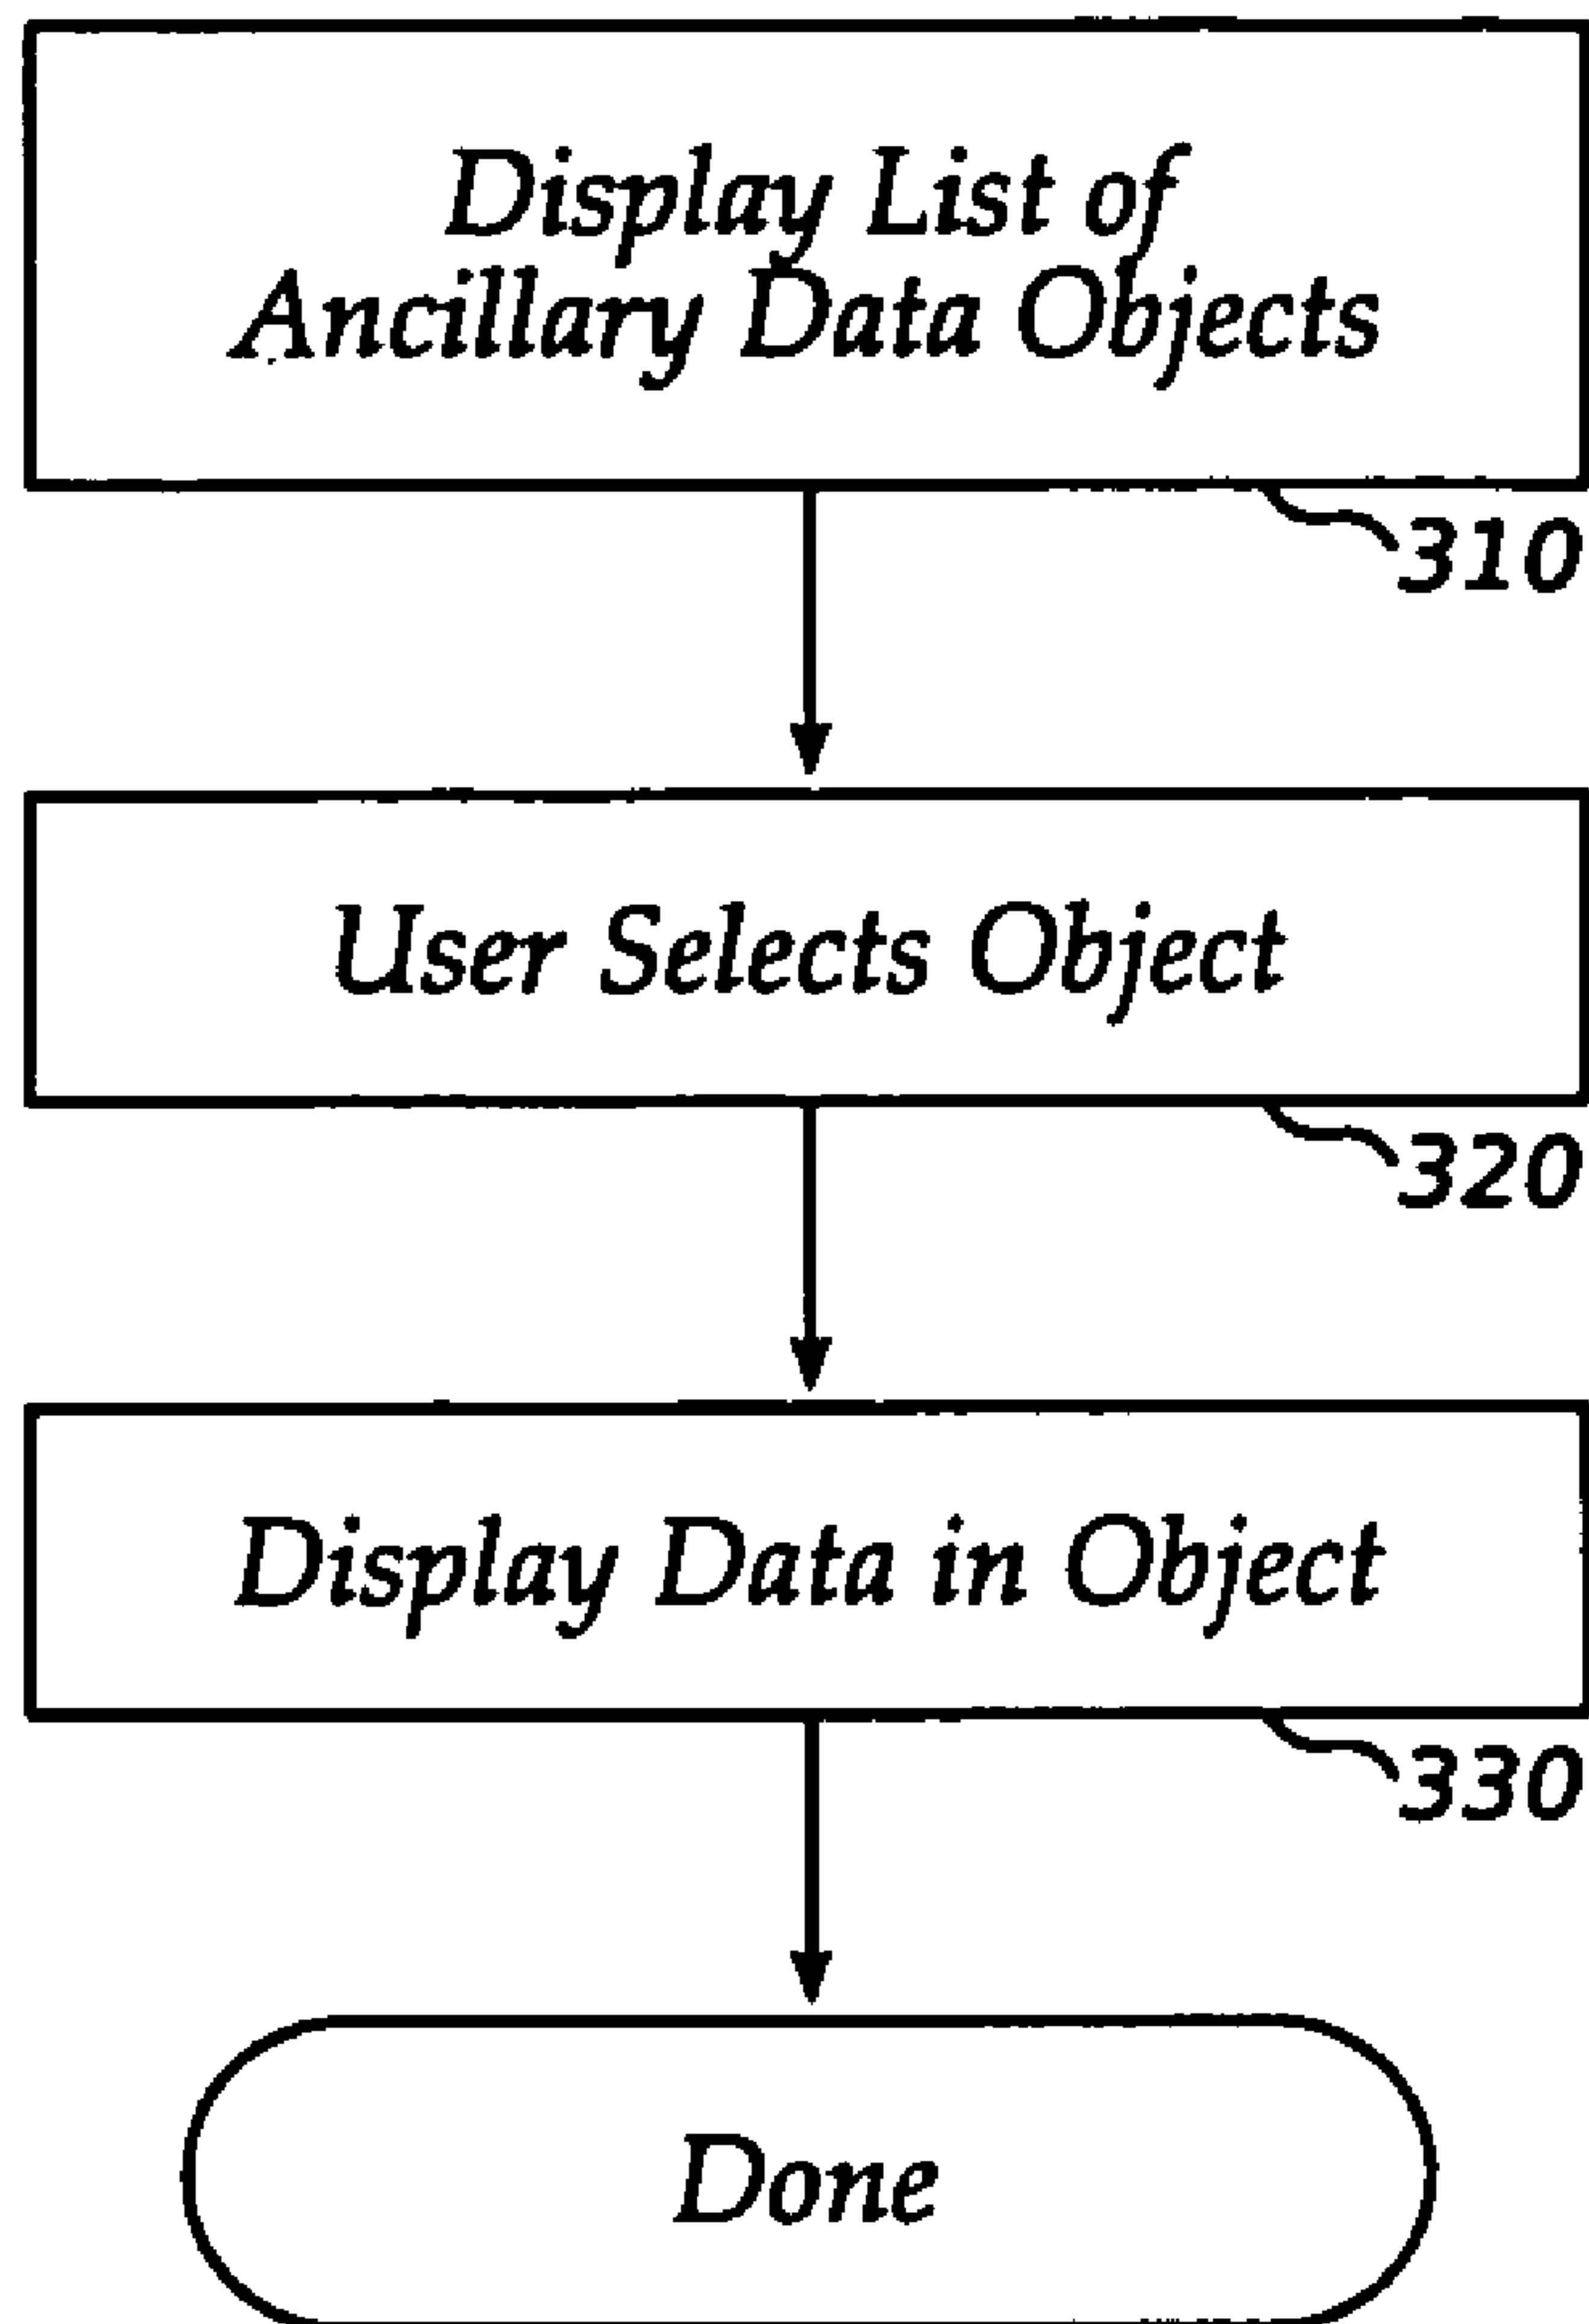 Display List of
Ancillary Data Objects
310
User Selects Object
320
Display Data in Object
330
Done